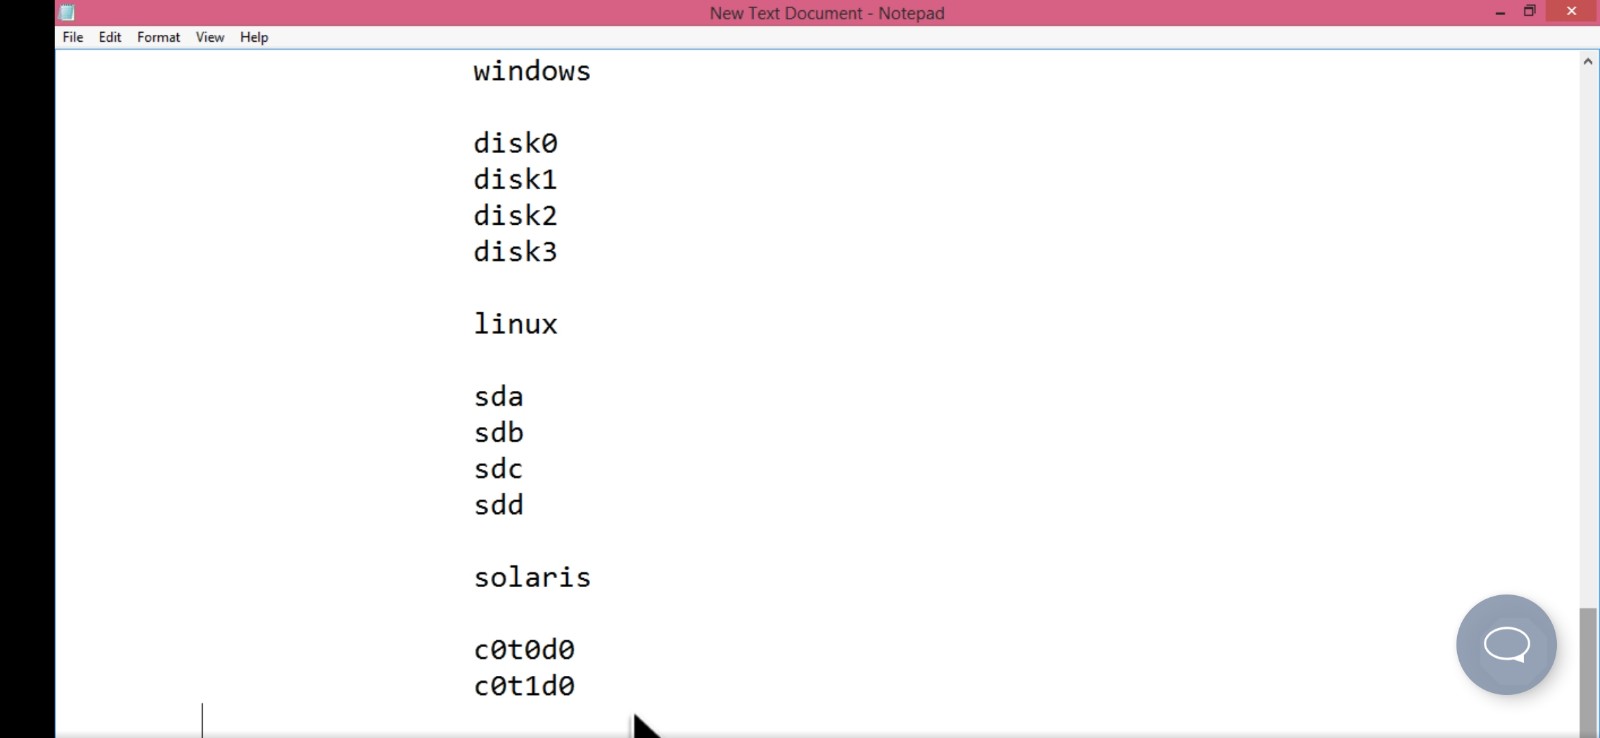 New Text Document - Notepad
File Edit Format View Help
windows
disk0
disk1
disk2
disk3
linux
sda
sdb
sdc
sdd
solaris
c0t0d0
c0t1d0